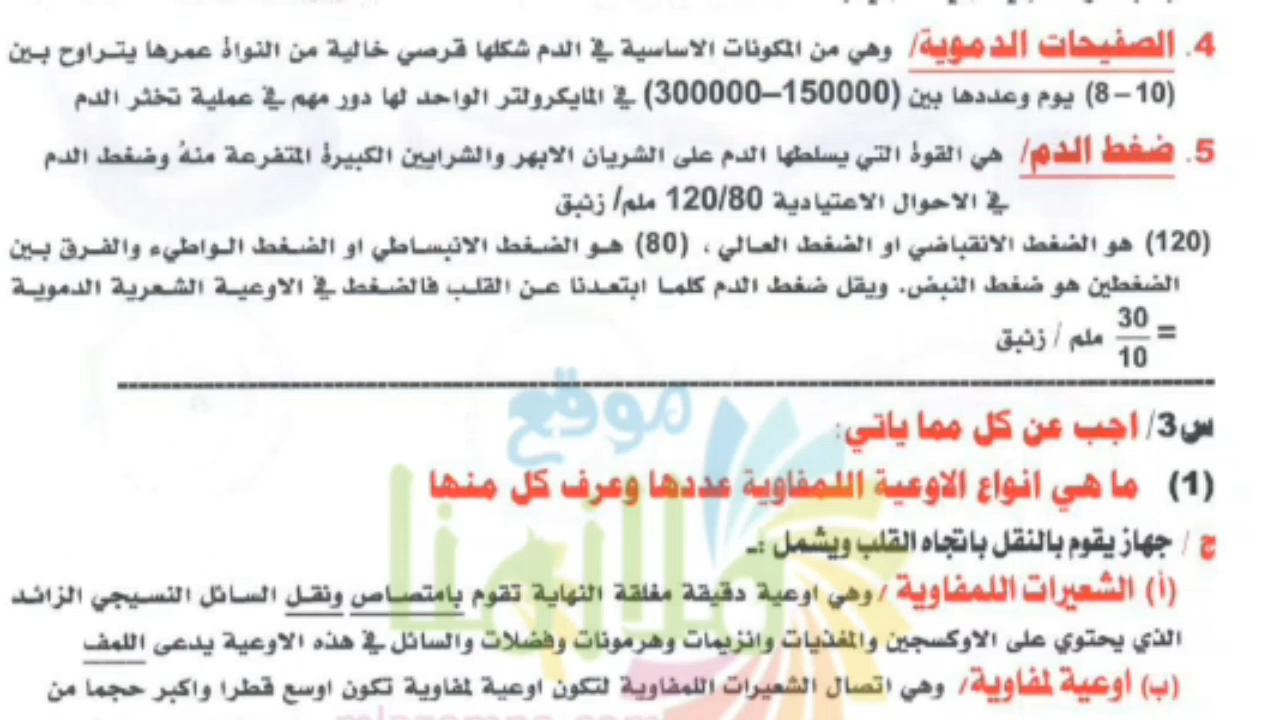 4. الصفيحات الدموية/ وهي من المكونات الاساسية في الدم شكلها قرصي خالية من النواة عمرها يتراوح بين
(8-10) يوم وعددها بين (150000-300000) في المايكرولتر الواحد لها دور مهم في عملية تخثر الدم
5. ضغط الدم/ هي القوة التي يسلطها الدم على الشريان الابهر والشرايين الكبيرة المتفرعة منهُ وضغط الدم
في الاحوال الاعتيادية 120/80 ملم/ زئبق
(120) هو الضغط الانقباضي او الضغط العالي ، (80) هو الضغط الانبساطي او الضغط الواطيء والفرق بين
الضغطين هو ضغط النبض. ويقل ضغط الدم كلما ابتعدنا عن القلب فالضغط في الاوعية الشعرية الدموية
= 30/10 ملم / زئبق
موقع
س3/ اجب عن كل مما ياتي:
(1) ما هي انواع الاوعية اللمفاوية عددها وعرف كل منها
ملازمنا
ج / جهاز يقوم بالنقل باتجاه القلب ويشمل :ـ
(أ) الشعيرات اللمفاوية / وهي اوعية دقيقة مغلقة النهاية تقوم بامتصاص ونقل السائل النسيجي الزائد
الذي يحتوي على الاوكسجين والمغذيات وانزيمات وهرمونات وفضلات والسائل في هذه الاوعية يدعى اللمف
(ب) اوعية لمفاوية/ وهي اتصال الشعيرات اللمفاوية لتكون اوعية لمفاوية تكون اوسع قطرا واكبر حجما من